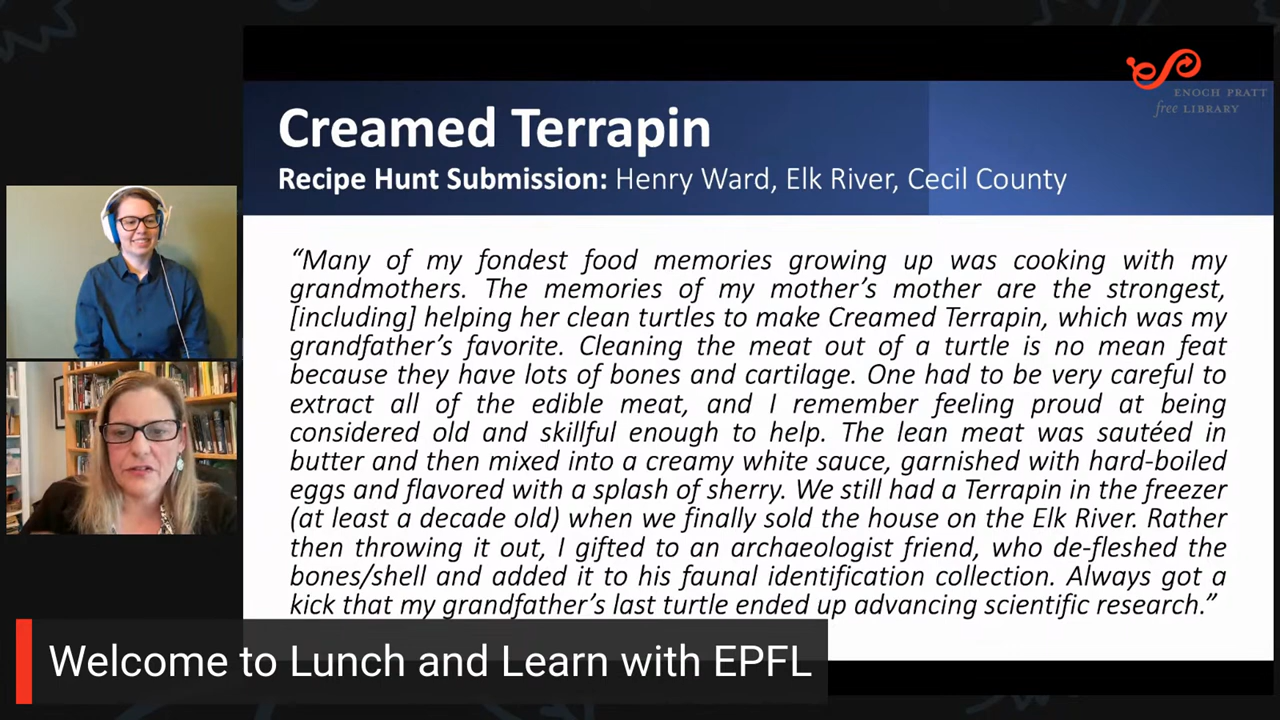 ENOCH PRATT
free LIBRARY
Creamed Terrapin
Recipe Hunt Submission: Henry Ward, Elk River, Cecil County
“Many of my fondest food memories growing up was cooking with my
grandmothers. The memories of my mother’s mother are the strongest,
[including] helping her clean turtles to make Creamed Terrapin, which was my
grandfather’s favorite. Cleaning the meat out of a turtle is no mean feat
because they have lots of bones and cartilage. One had to be very careful to
extract all of the edible meat, and I remember feeling proud at being
considered old and skillful enough to help. The lean meat was sautéed in
butter and then mixed into a creamy white sauce, garnished with hard-boiled
eggs and flavored with a splash of sherry. We still had a Terrapin in the freezer
(at least a decade old) when we finally sold the house on the Elk River. Rather
then throwing it out, I gifted to an archaeologist friend, who de-fleshed the
bones/shell and added it to his faunal identification collection. Always got a
kick that my grandfather’s last turtle ended up advancing scientific research.”
Welcome to Lunch and Learn with EPFL